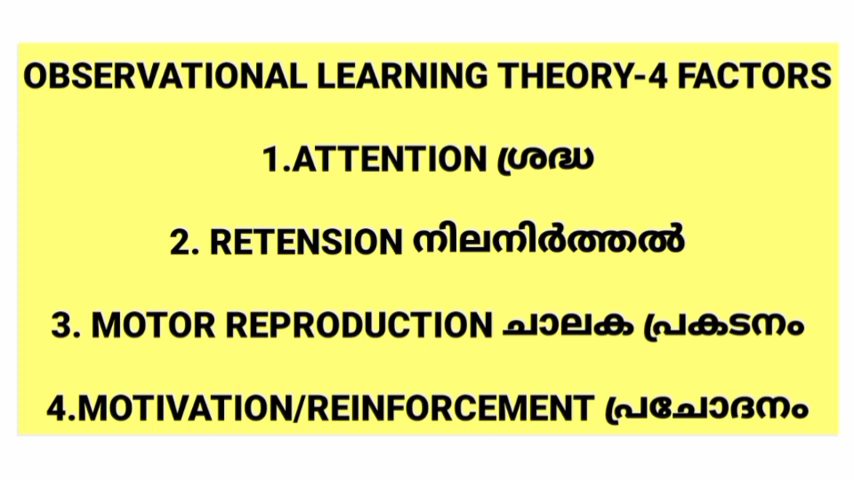 OBSERVATIONAL LEARNING THEORY-4 FACTORS
1.ATTENTION ശ്രദ്ധ
2. RETENSION നിലനിർത്തൽ
3. MOTOR REPRODUCTION ചാലക പ്രകടനം
4.MOTIVATION/REINFORCEMENT പ്രചോദനം